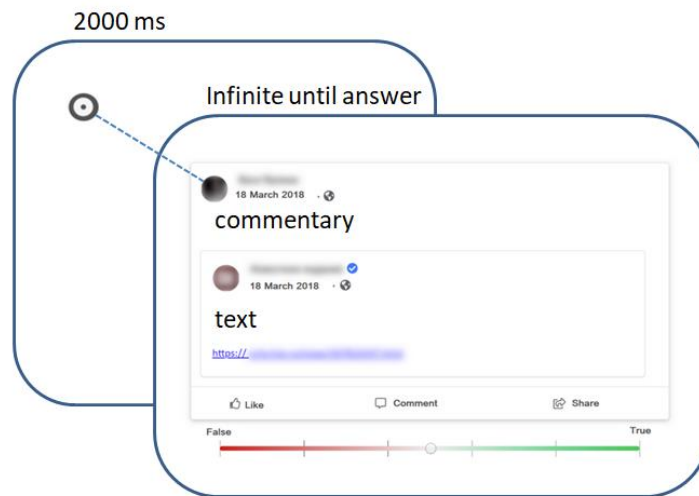 2000 ms
Infinite until answer
18 March 2018
commentary
18 March 2018
text
https://
Like Comment Share
False True